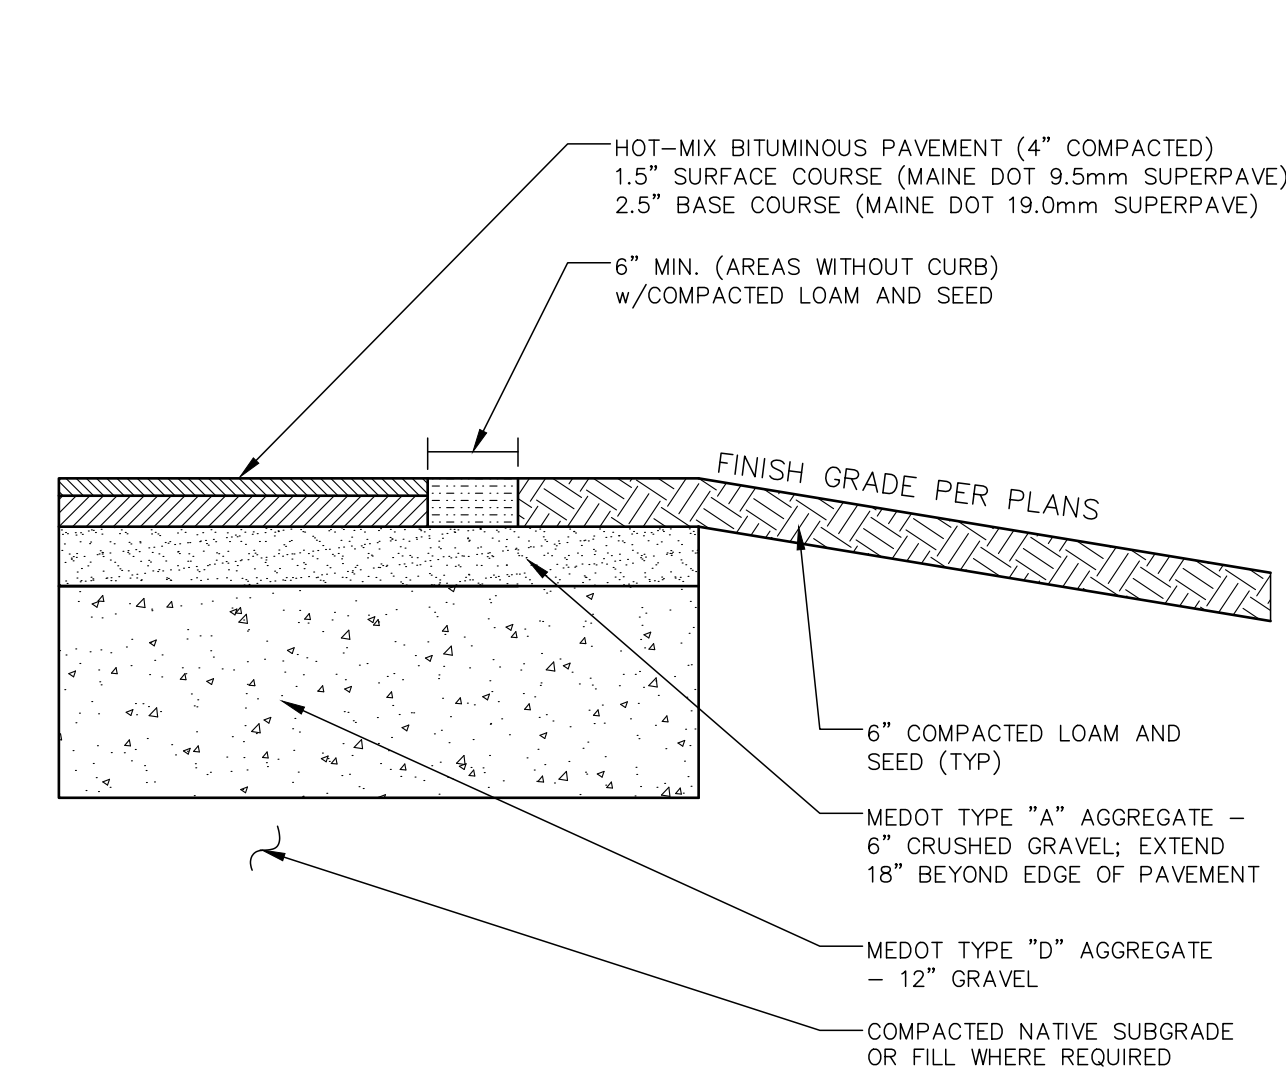 HOT-MIX BITUMINOUS PAVEMENT (4" COMPACTED)
1.5" SURFACE COURSE (MAINE DOT 9.5mm SUPERPAVE)
2.5" BASE COURSE (MAINE DOT 19.0mm SUPERPAVE)
6" MIN. (AREAS WITHOUT CURB)
w/COMPACTED LOAM AND SEED
FINISH GRADE PER PLANS
6" COMPACTED LOAM AND
SEED (TYP)
MEDOT TYPE "A" AGGREGATE –
6" CRUSHED GRAVEL; EXTEND
18" BEYOND EDGE OF PAVEMENT
MEDOT TYPE "D" AGGREGATE
– 12" GRAVEL
COMPACTED NATIVE SUBGRADE
OR FILL WHERE REQUIRED